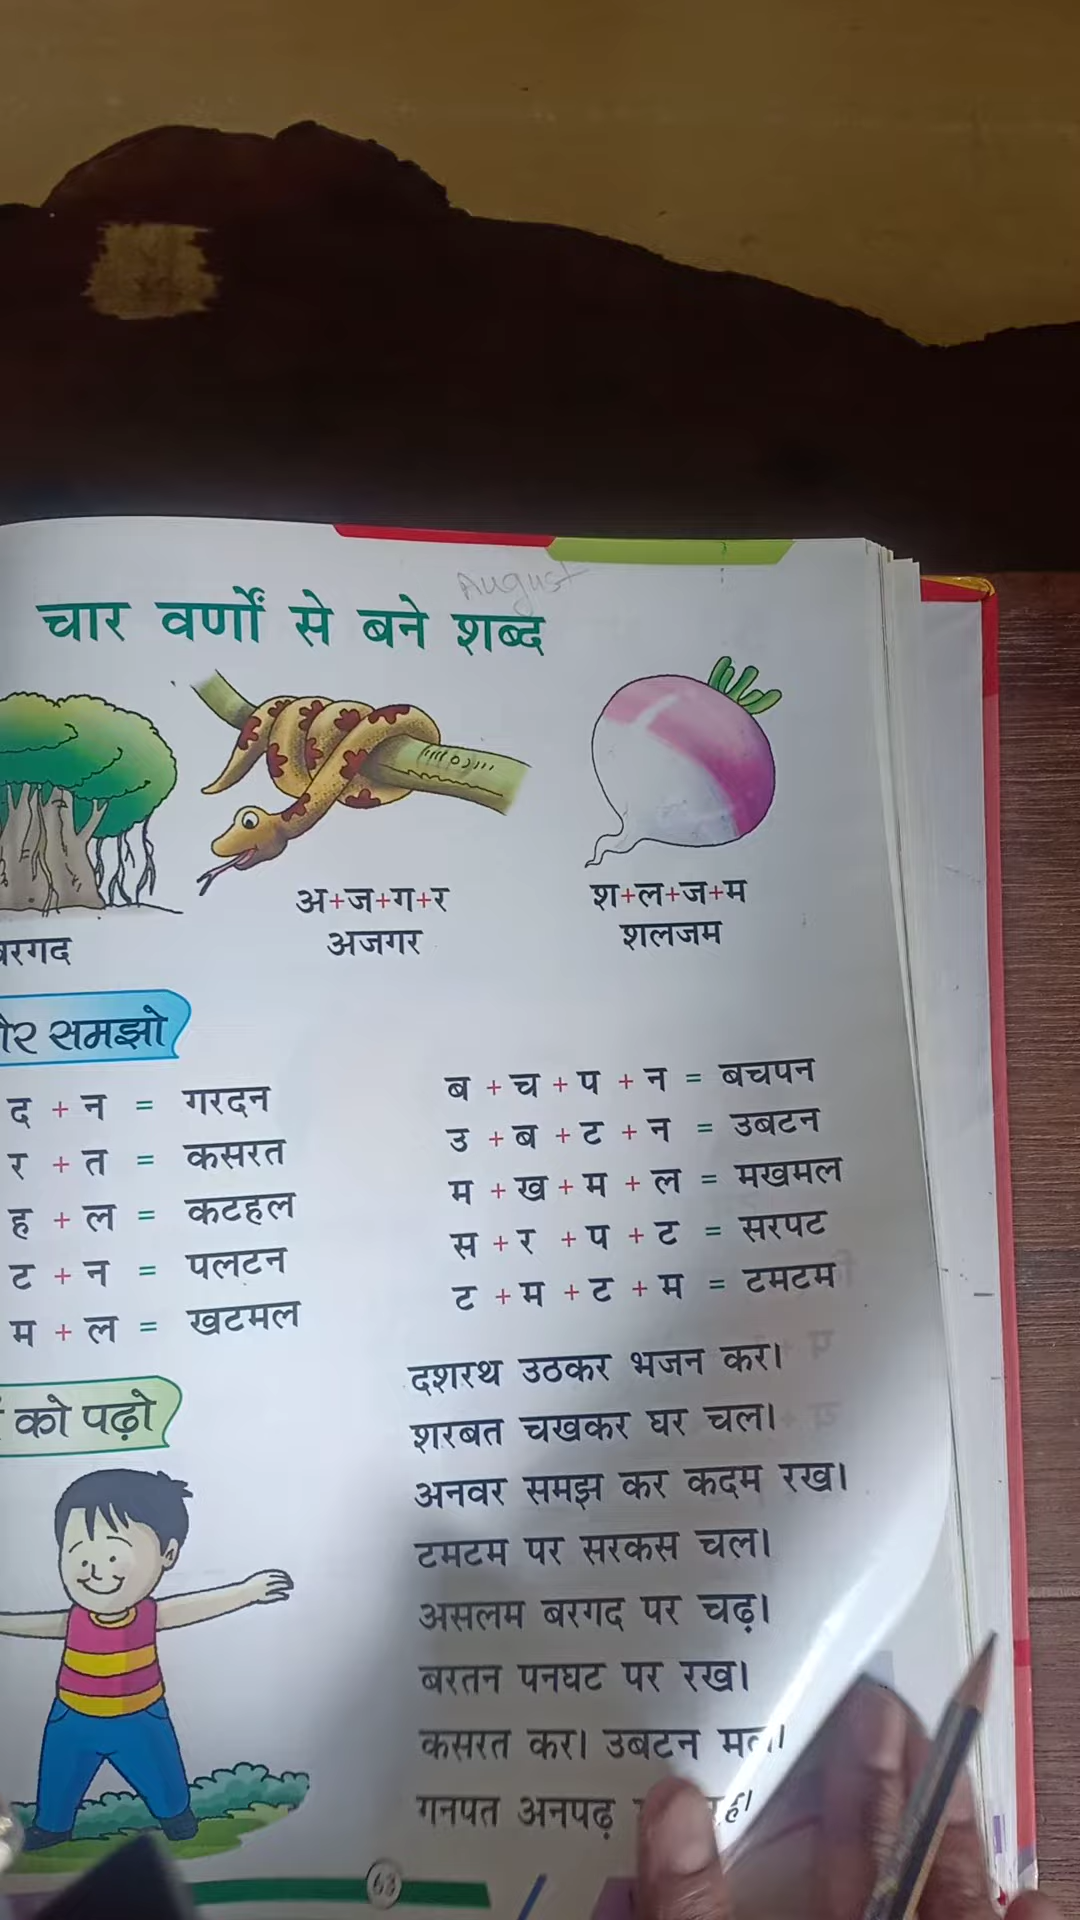 August
चार वर्णों से बने शब्द
अ+ज+ग+र
श+ल+ज+म
अजगर
शलजम
समझो
द + न = गरदन
र + त = कसरत
ह + ल = कटहल
ट + न = पलटन
म + ल = खटमल
ब + च + प + न = बचपन
उ + ब + ट + न = उबटन
म + ख + म + ल = मखमल
स + र + प + ट = सरपट
ट + म + ट + म = टमटम
को पढ़ो
दशरथ उठकर भजन कर।
शरबत चखकर घर चल।
अनवर समझ कर कदम रख।
टमटम पर सरकस चल।
असलम बरगद पर चढ़।
बरतन पनघट पर रख।
कसरत कर। उबटन मल।
गनपत अनपढ़
63